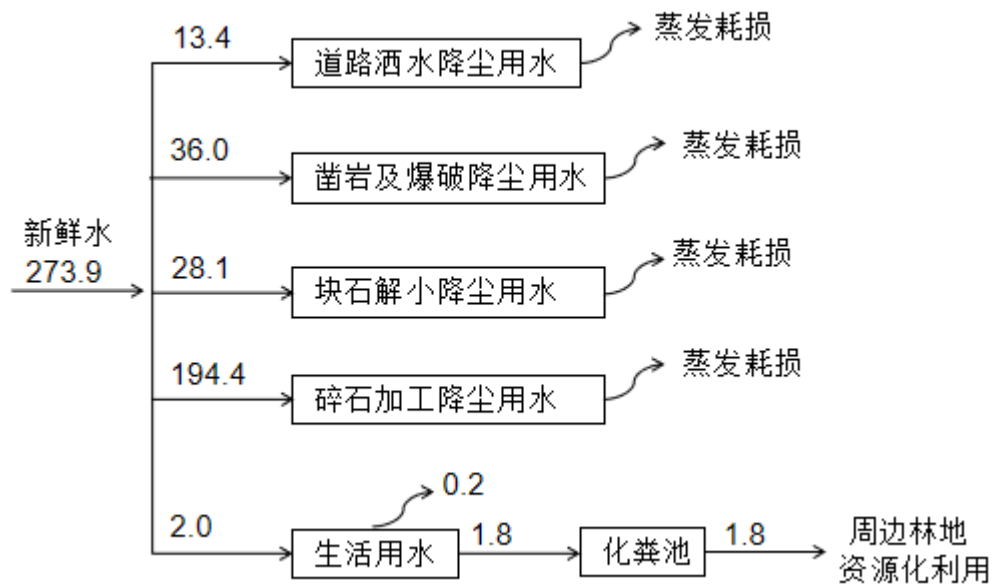 13.4
道路洒水降尘用水
蒸发耗损
36.0
凿岩及爆破降尘用水
蒸发耗损
新鲜水
273.9
28.1
块石解小降尘用水
蒸发耗损
194.4
碎石加工降尘用水
蒸发耗损
2.0
生活用水
0.2
1.8
化粪池
1.8
周边林地
资源化利用